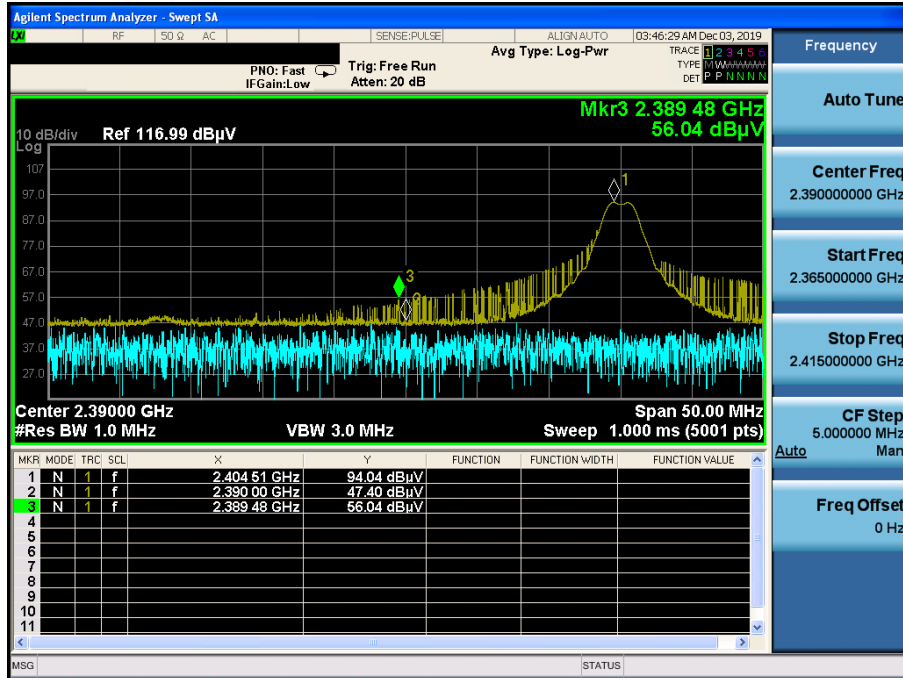 Agilent Spectrum Analyzer - Swept SA
LXI RF 50 Ω AC SENSE:PULSE ALIGN AUTO 03:46:29 AM Dec 03, 2019
Avg Type: Log-Pwr TRACE 1 2 3 4 5 6
PNO: Fast Trig: Free Run TYPE M W W W W W
IFGain:Low Atten: 20 dB DET P P N N N N
Mkr3 2.389 48 GHz
56.04 dBµV
10 dB/div Ref 116.99 dBµV
Log
107
97.0
87.0
77.0
67.0
57.0
47.0
37.0
27.0
1
3
2
Center 2.39000 GHz Span 50.00 MHz
#Res BW 1.0 MHz VBW 3.0 MHz Sweep 1.000 ms (5001 pts)
MKR MODE TRC SCL X Y FUNCTION FUNCTION WIDTH FUNCTION VALUE
1 N 1 f 2.404 51 GHz 94.04 dBµV
2 N 1 f 2.390 00 GHz 47.40 dBµV
3 N 1 f 2.389 48 GHz 56.04 dBµV
4
5
6
7
8
9
10
11
MSG STATUS
Frequency
Auto Tune
Center Freq
2.390000000 GHz
Start Freq
2.365000000 GHz
Stop Freq
2.415000000 GHz
CF Step
5.000000 MHz
Auto Man
Freq Offset
0 Hz